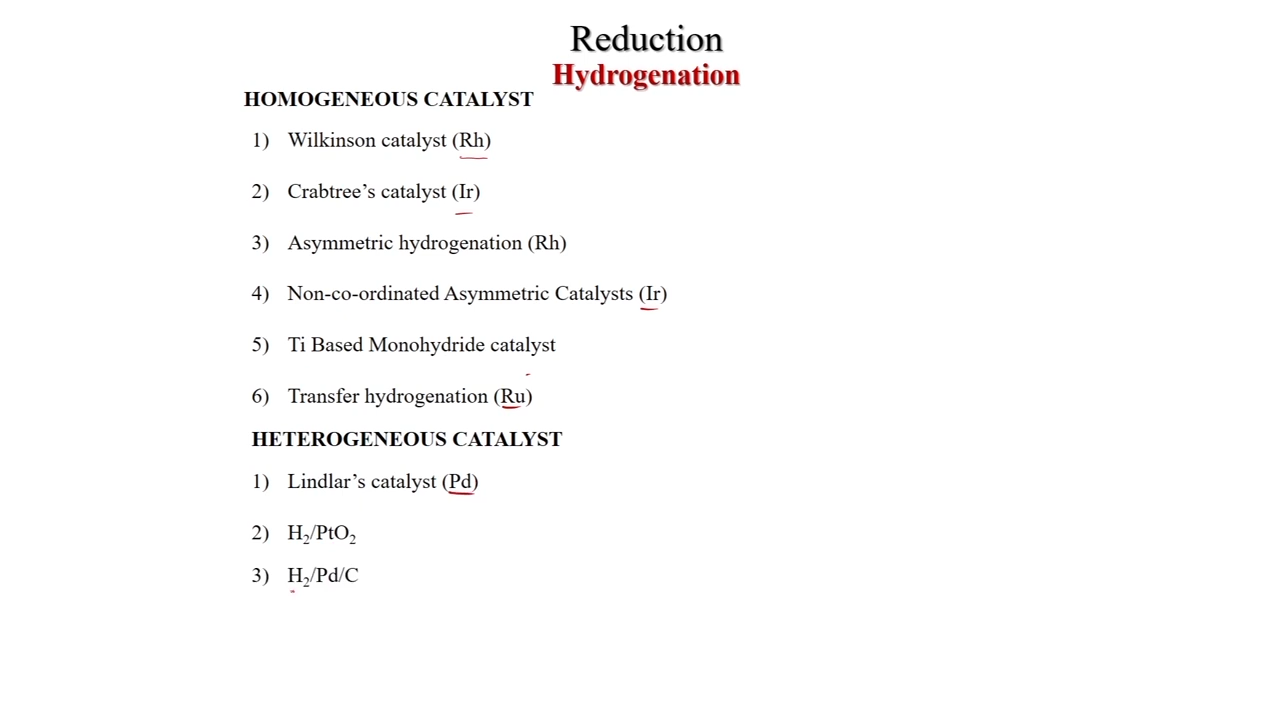 Reduction
Hydrogenation
HOMOGENEOUS CATALYST
1) Wilkinson catalyst (Rh)
2) Crabtree’s catalyst (Ir)
3) Asymmetric hydrogenation (Rh)
4) Non-co-ordinated Asymmetric Catalysts (Ir)
5) Ti Based Monohydride catalyst
6) Transfer hydrogenation (Ru)
HETEROGENEOUS CATALYST
1) Lindlar’s catalyst (Pd)
2) H₂/PtO₂
3) H₂/Pd/C